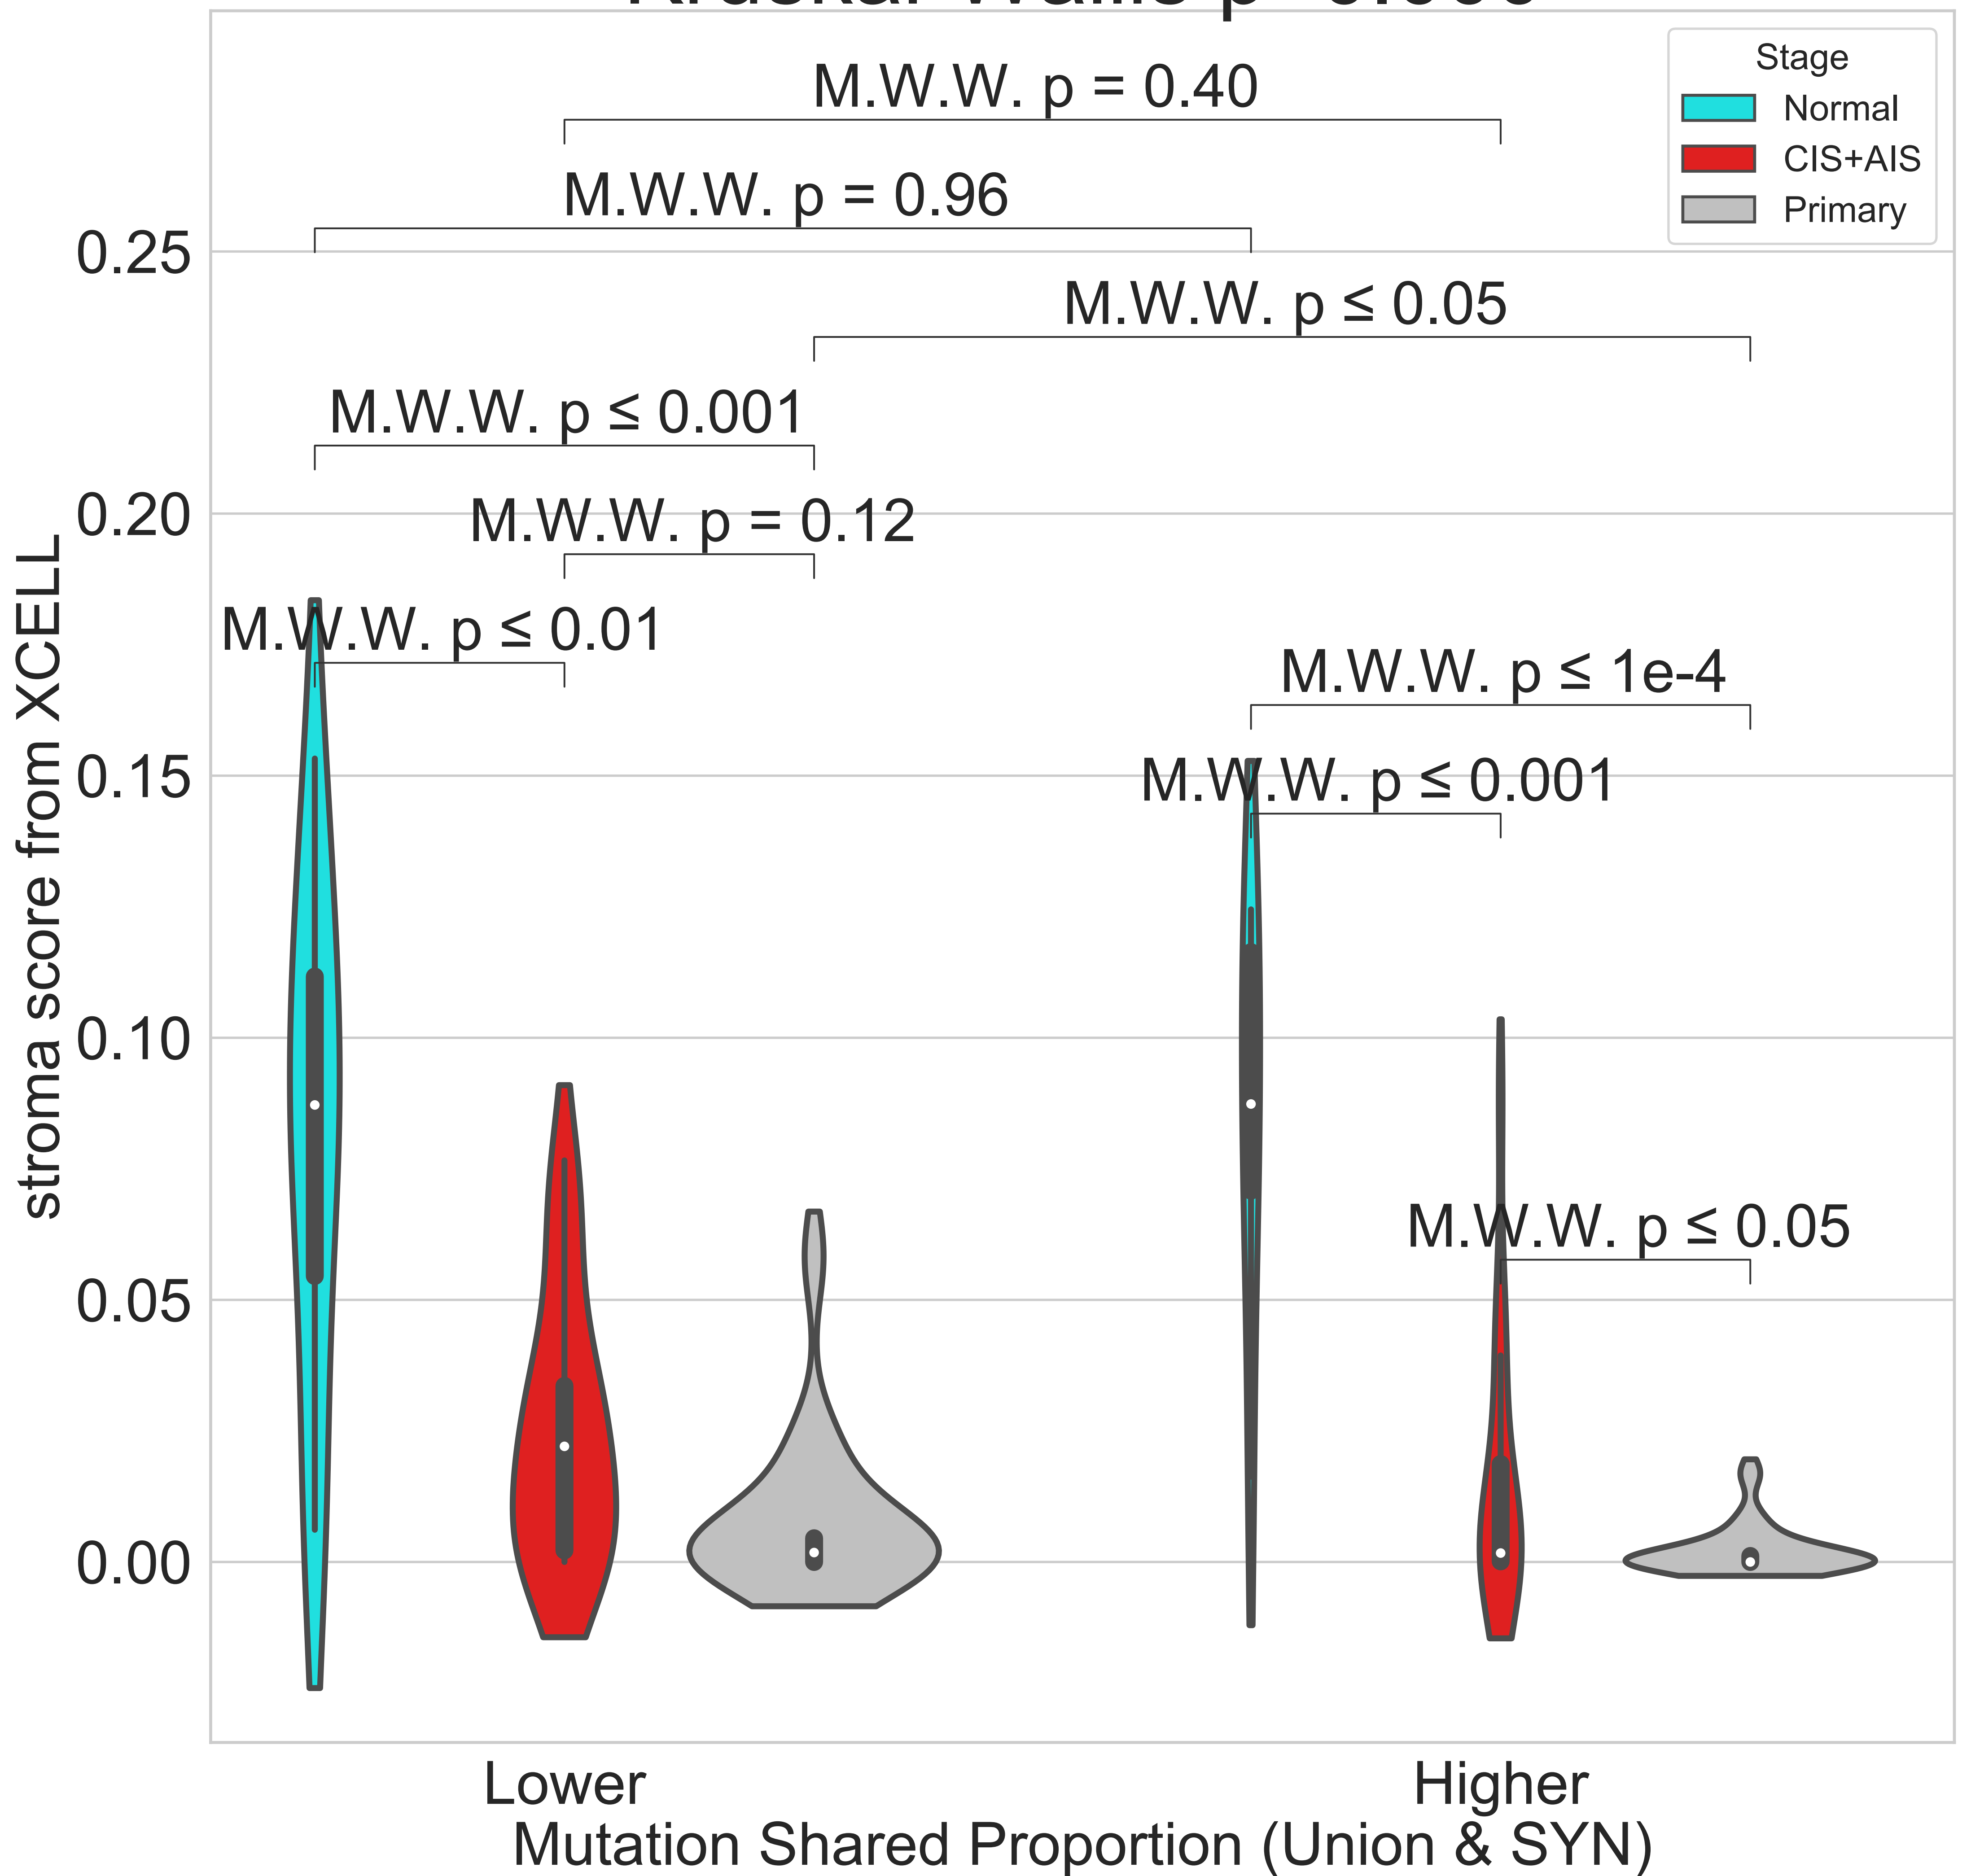 Stage
Normal
CIS+AIS
Primary
M.W.W. p = 0.40
M.W.W. p = 0.96
M.W.W. p ≤ 0.05
M.W.W. p ≤ 0.001
M.W.W. p = 0.12
M.W.W. p ≤ 0.01
M.W.W. p ≤ 1e-4
M.W.W. p ≤ 0.001
M.W.W. p ≤ 0.05
0.25
0.20
0.15
0.10
0.05
0.00
stroma score from XCELL
Lower
Higher
Mutation Shared Proportion (Union & SYN)